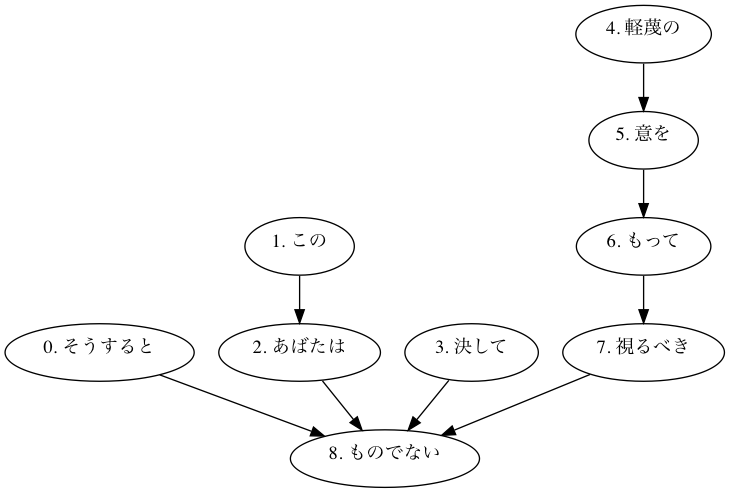 4. 軽蔑の
5. 意を
1. この
6. もって
0. そうすると
2. あばたは
3. 決して
7. 視るべき
8. ものでない